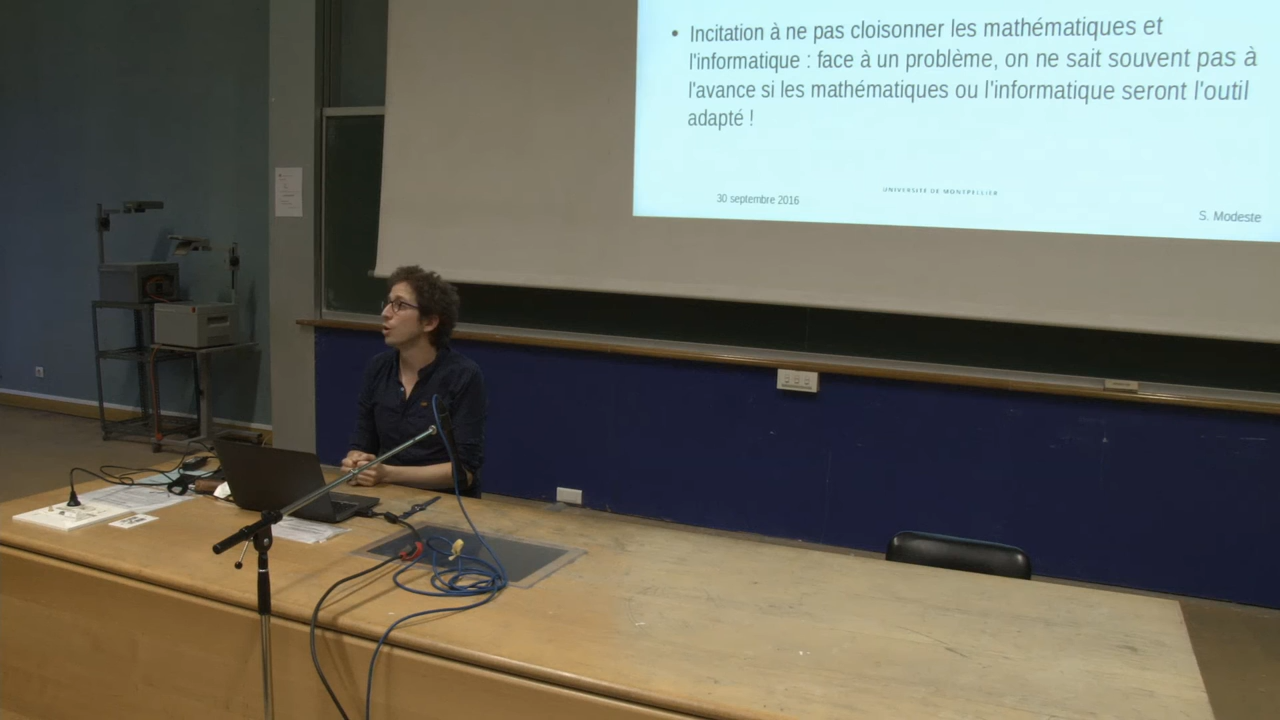 • Incitation à ne pas cloisonner les mathématiques et
l'informatique : face à un problème, on ne sait souvent pas à
l'avance si les mathématiques ou l'informatique seront l'outil
adapté !
30 septembre 2016
UNIVERSITÉ DE MONTPELLIER
S. Modeste